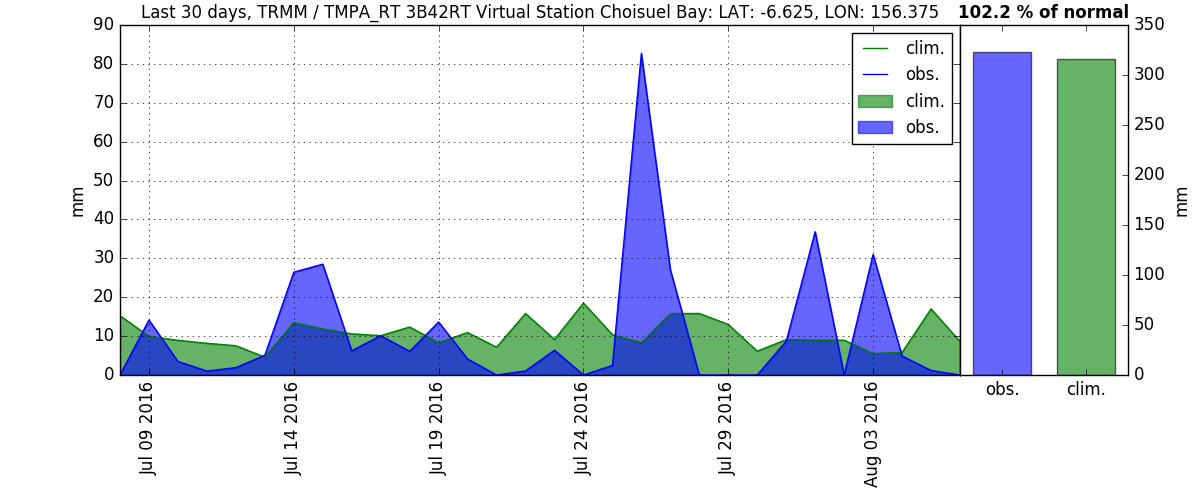 Last 30 days, TRMM / TMPA_RT 3B42RT Virtual Station Choisuel Bay: LAT: -6.625, LON: 156.375
102.2 % of normal
90
80
70
60
50
40
30
20
10
0
mm
clim.
obs.
clim.
obs.
Jul 09 2016
Jul 14 2016
Jul 19 2016
Jul 24 2016
Jul 29 2016
Aug 03 2016
350
300
250
200
150
100
50
0
mm
obs.
clim.